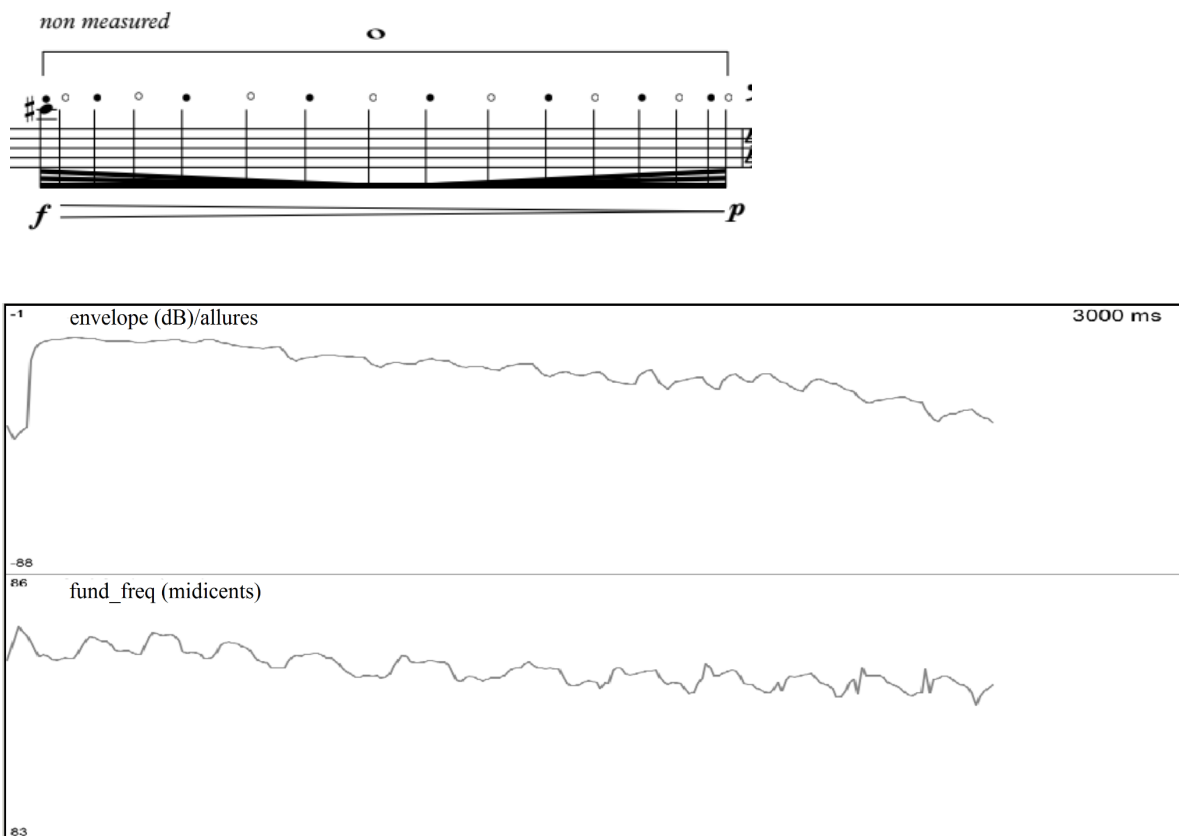 non measured
f p
-1 envelope (dB)/allures 3000 ms
-88
86 fund_freq (midicents)
83